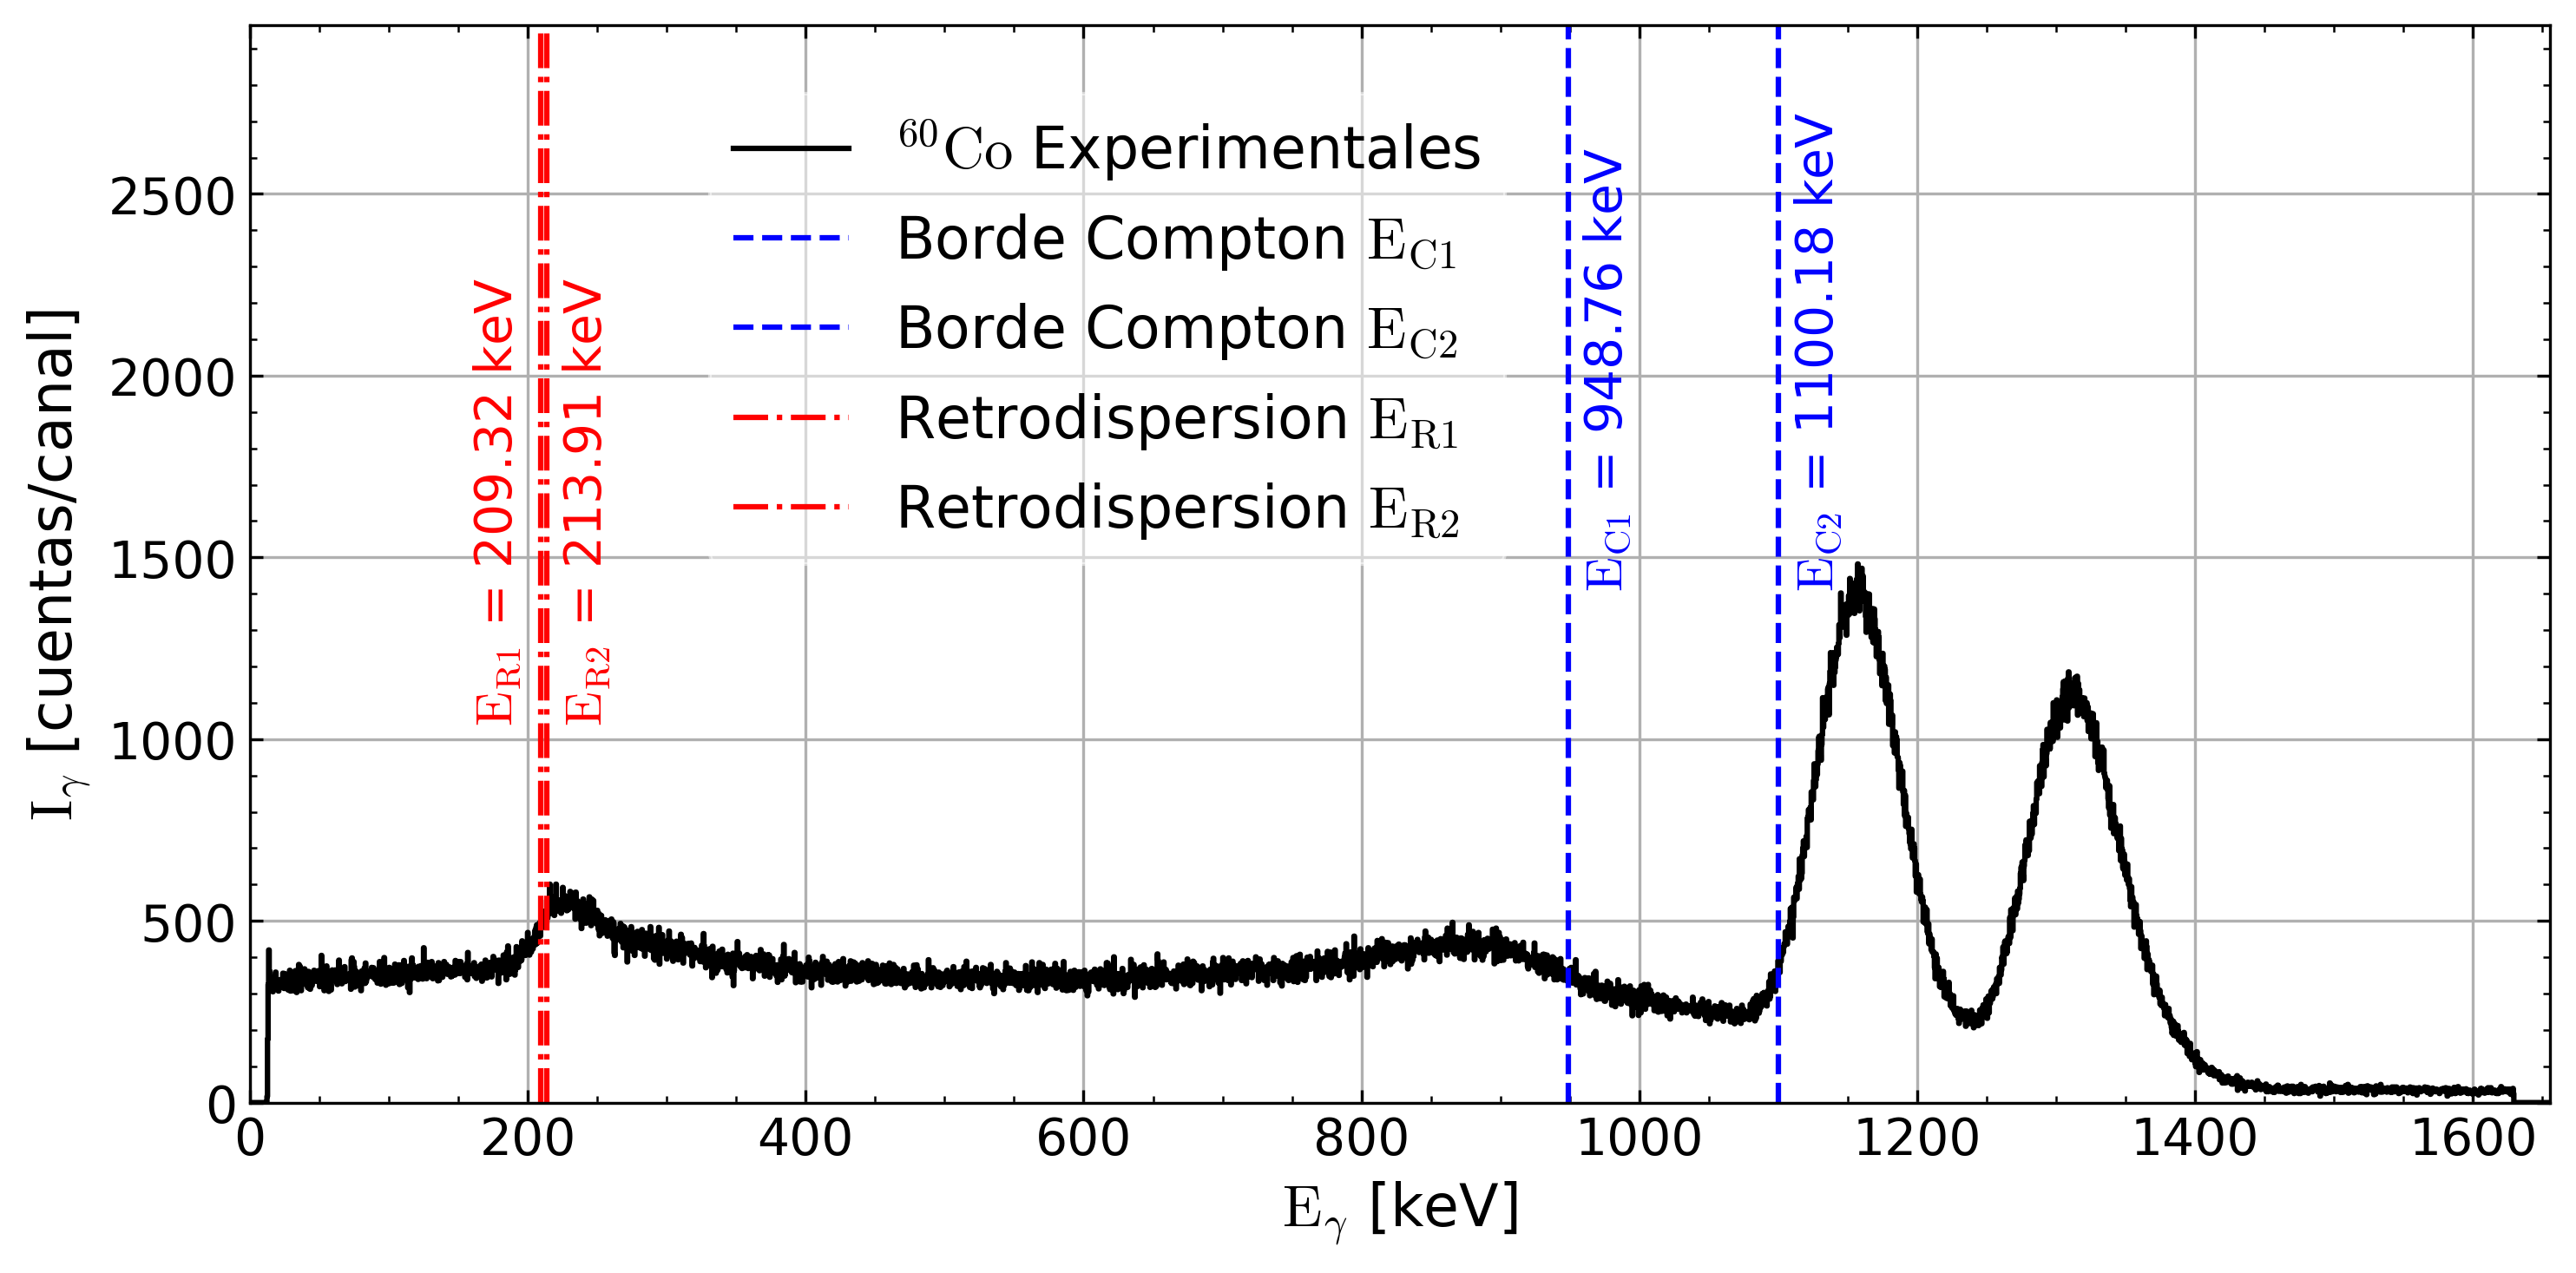 ⁶⁰Co Experimentales
Borde Compton E_C1
Borde Compton E_C2
Retrodispersion E_R1
Retrodispersion E_R2
E_R1 = 209.32 keV
E_R2 = 213.91 keV
E_C1 = 948.76 keV
E_C2 = 1100.18 keV
I_γ [cuentas/canal]
2500
2000
1500
1000
500
0
0 200 400 600 800 1000 1200 1400 1600
E_γ [keV]